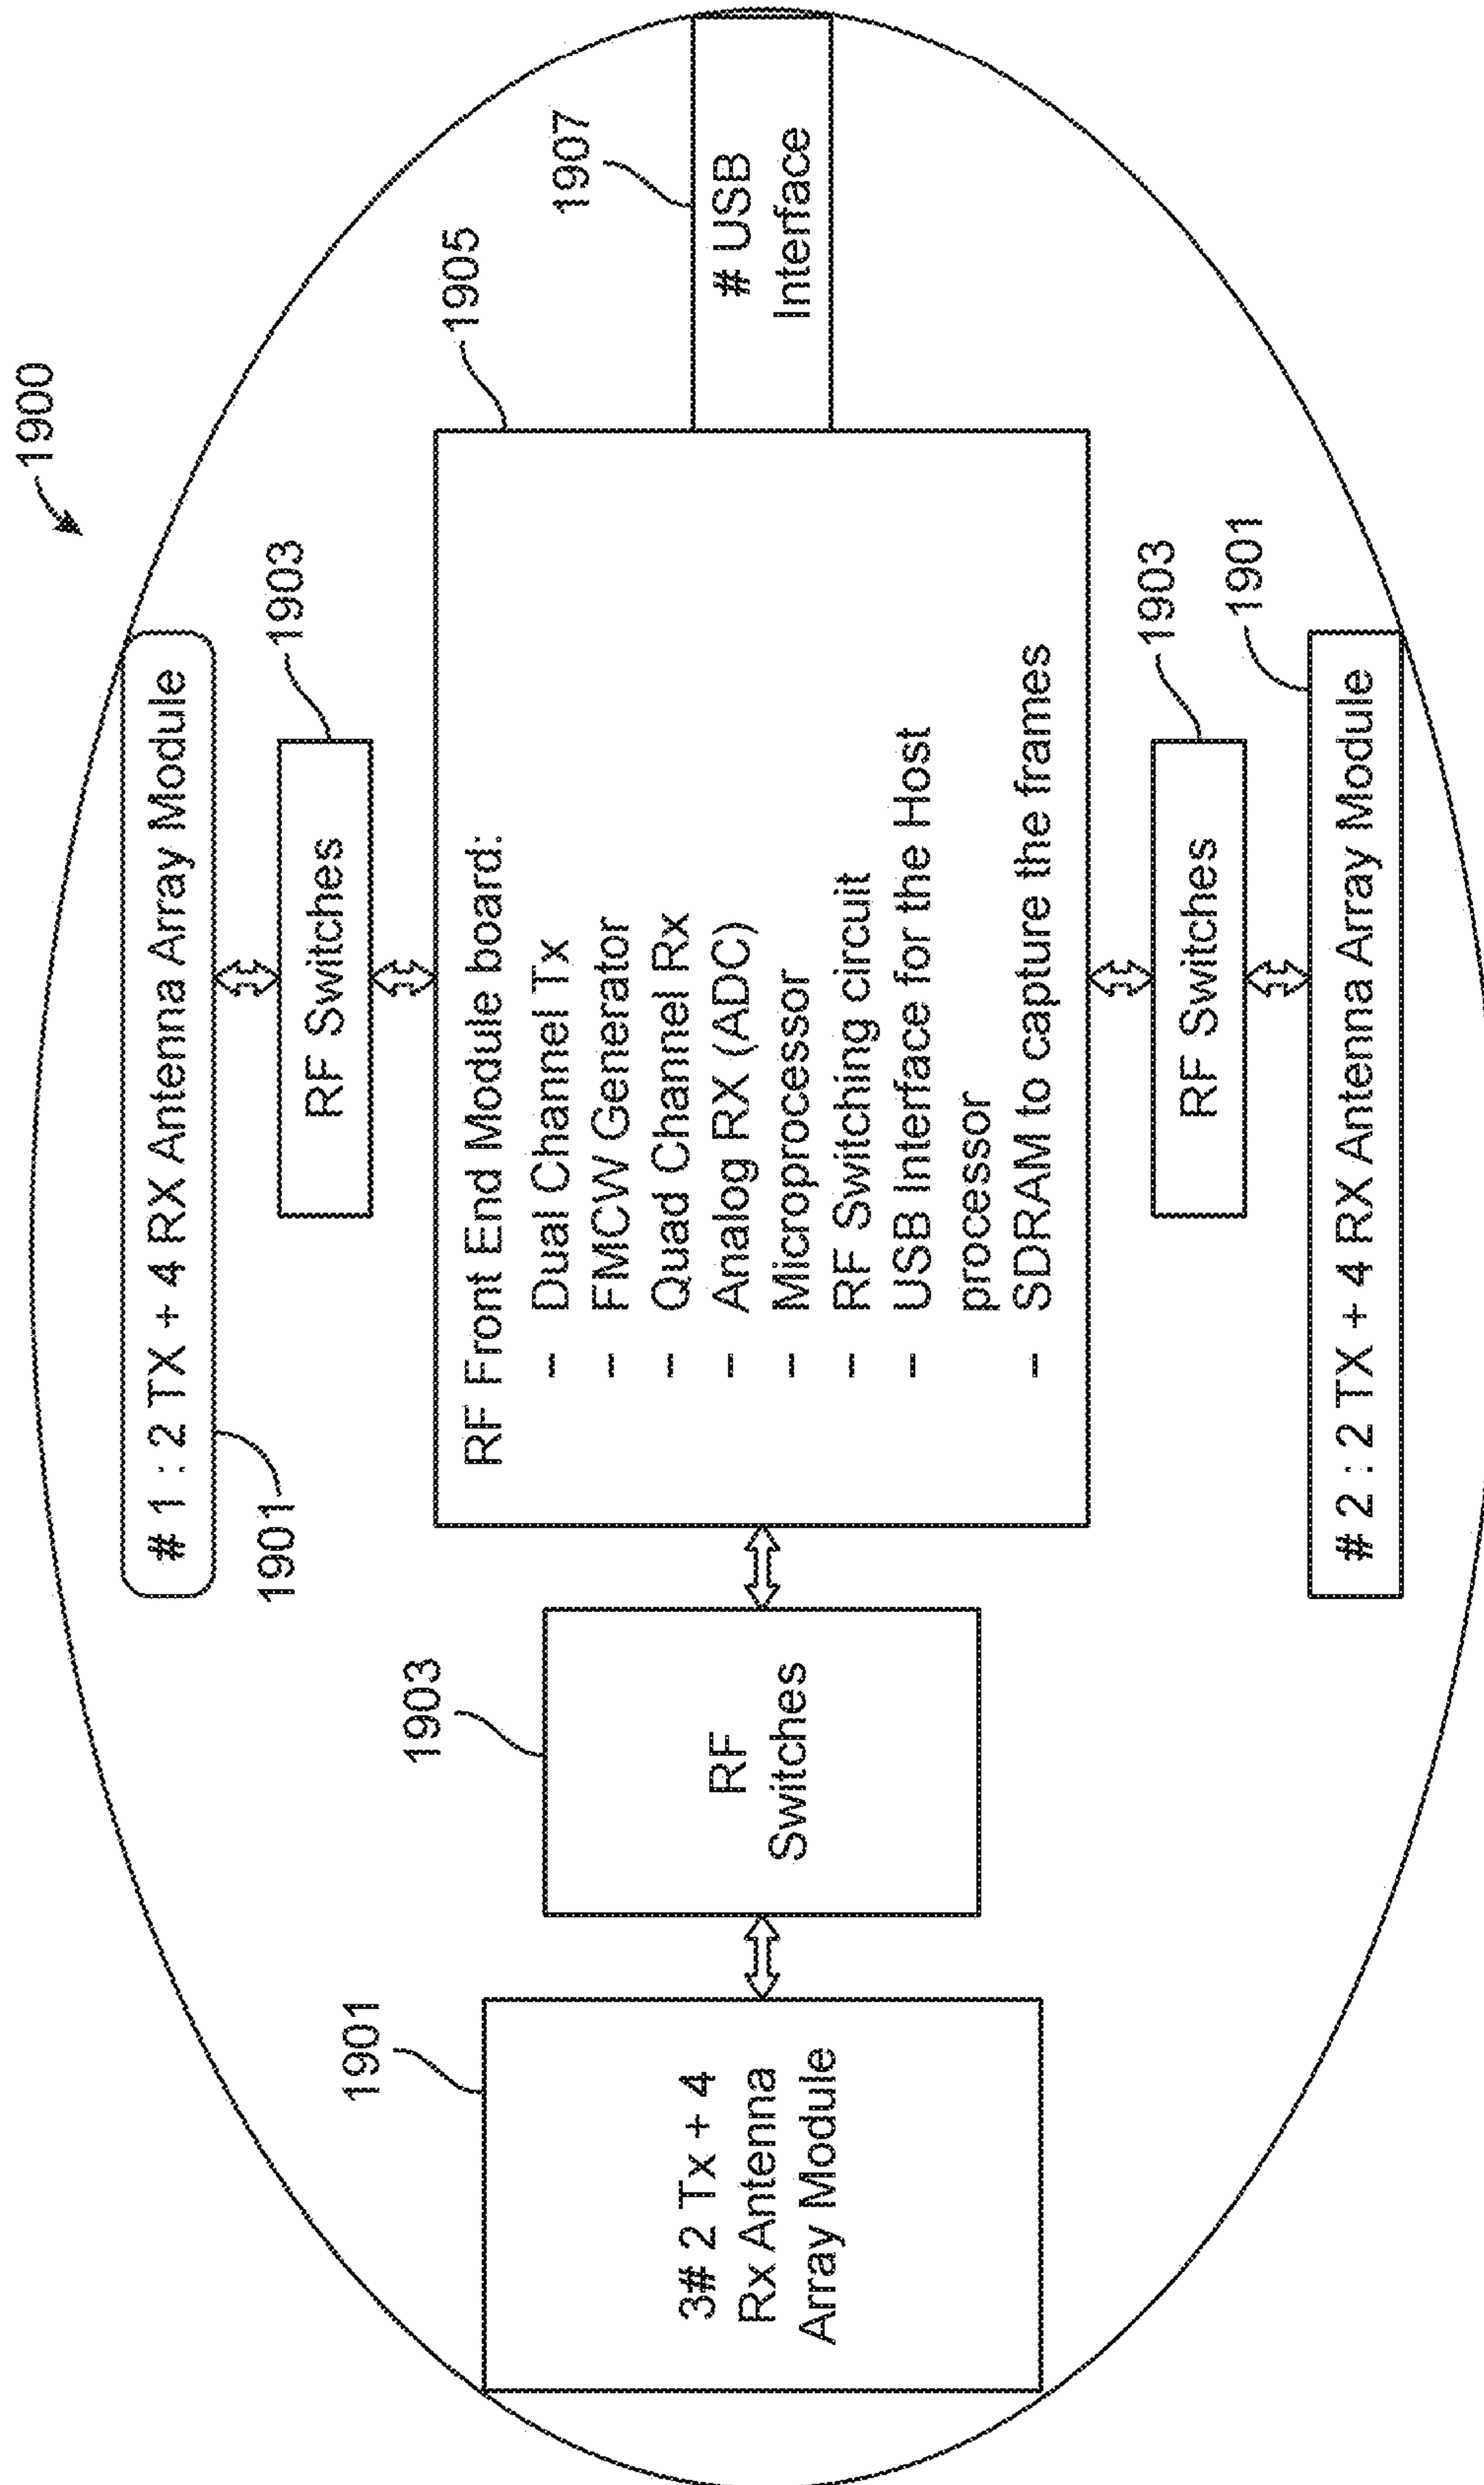 1900
# 1 : 2 TX + 4 RX Antenna Array Module
1901
RF Switches
1903
1905
1907
# USB
Interface
RF Front End Module board:
- Dual Channel Tx
- FMCW Generator
- Quad Channel Rx
- Analog RX (ADC)
- Microprocessor
- RF Switching circuit
- USB Interface for the Host
processor
- SDRAM to capture the frames
1903
RF
Switches
1901
3# 2 Tx + 4
Rx Antenna
Array Module
RF Switches
1903
1901
# 2 : 2 TX + 4 RX Antenna Array Module